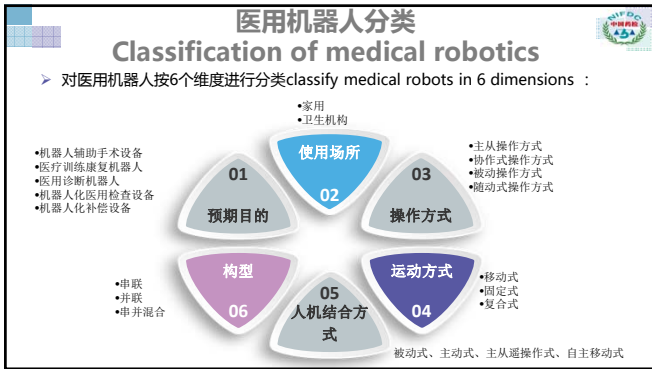 医用机器人分类
Classification of medical robotics
NIFDC
中国药检
➢ 对医用机器人按6个维度进行分类classify medical robots in 6 dimensions ：
•家用
•卫生机构
使用场所
02
•机器人辅助手术设备
•医疗训练康复机器人
•医用诊断机器人
•机器人化医用检查设备
•机器人化补偿设备
01
预期目的
03
操作方式
•主从操作方式
•协作式操作方式
•被动操作方式
•随动式操作方式
构型
06
•串联
•并联
•串并混合
05
人机结合方
式
运动方式
04
•移动式
•固定式
•复合式
被动式、主动式、主从遥操作式、自主移动式